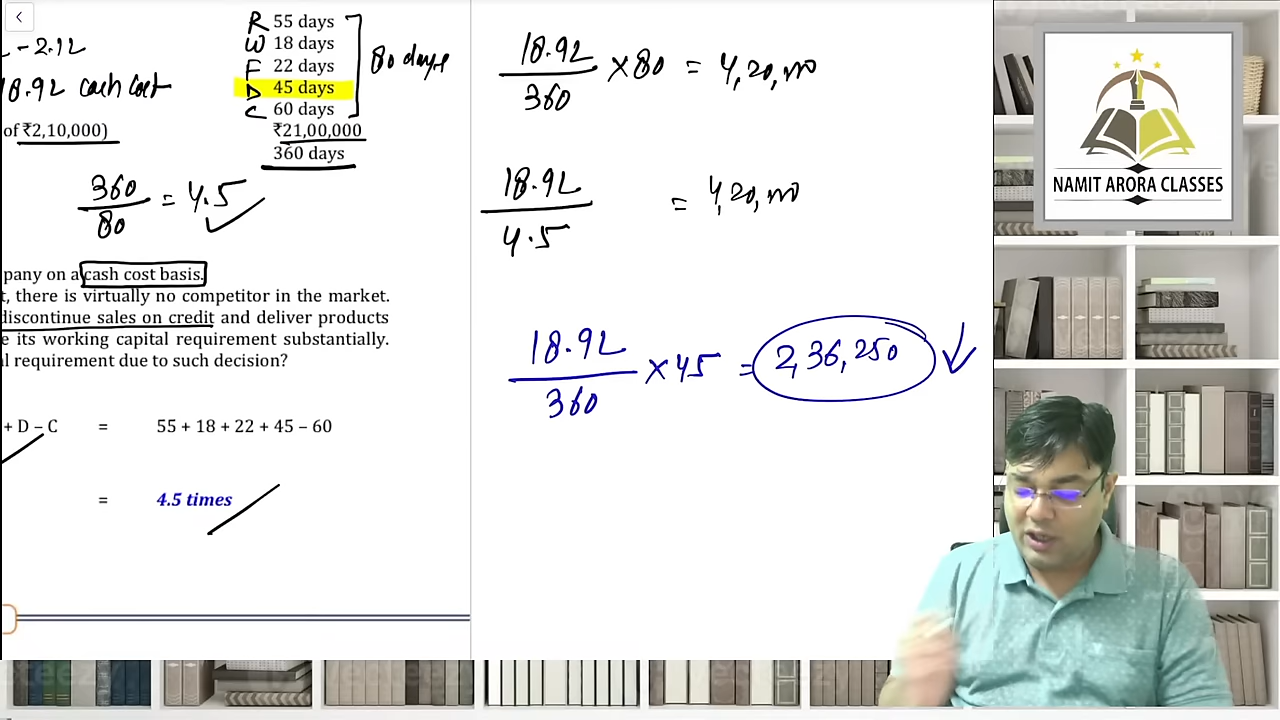 R 55 days
W 18 days
F 22 days
D 45 days
C 60 days
80 days
₹21,00,000
360 days
- 2.12
18.92 cash cost
of ₹2,10,000)
360/80 = 4.5
pany on a cash cost basis.
t, there is virtually no competitor in the market.
discontinue sales on credit and deliver products
e its working capital requirement substantially.
l requirement due to such decision?
+ D – C = 55 + 18 + 22 + 45 – 60
= 4.5 times
18.92/360 × 80 = 4,20,000
18.92/4.5 = 4,20,000
18.92/360 × 45 = 2,36,250
NAMIT ARORA CLASSES